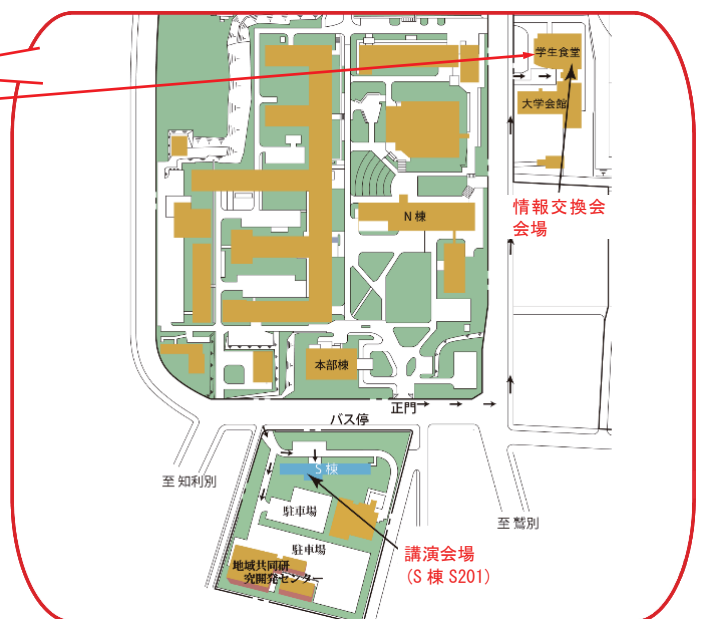 学生食堂
大学会館
情報交換会
会場
N 棟
本部棟
正門
バス停
S 棟
至 知利別
至 鷲別
駐車場
駐車場
講演会場
(S 棟 S201)
地域共同研
究開発センター